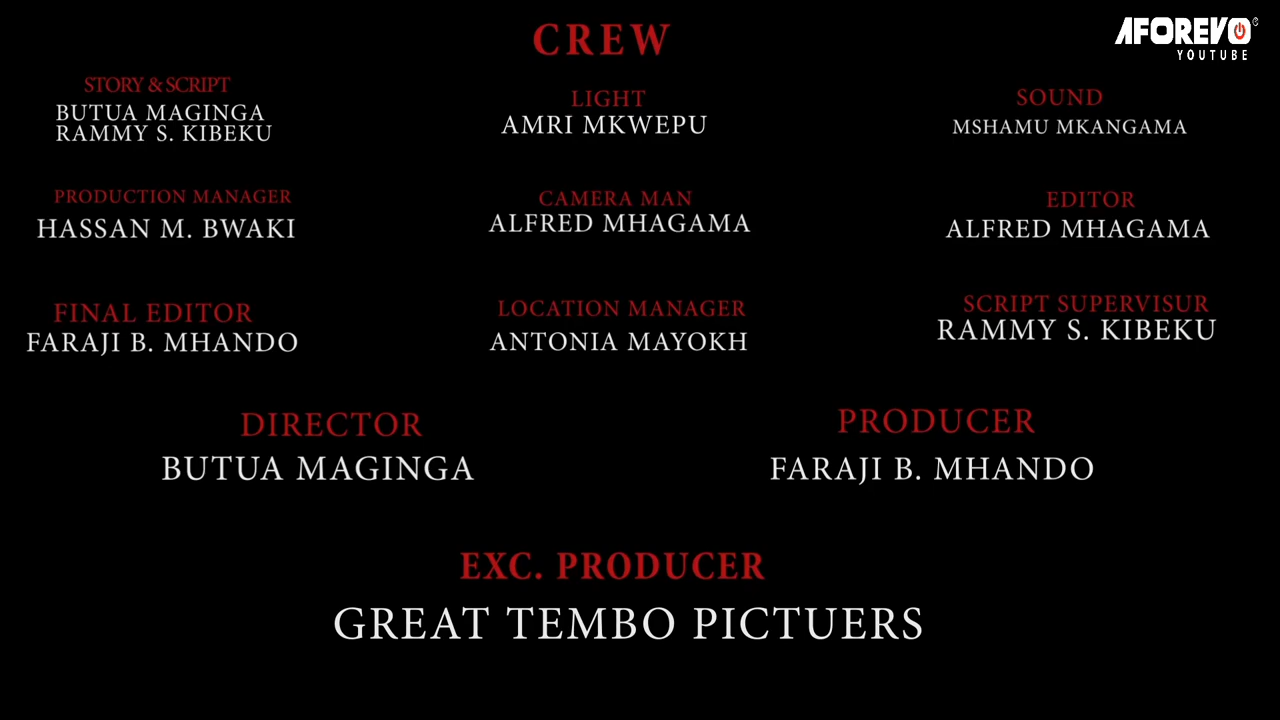 CREW
AFOREVO
YOUTUBE
STORY & SCRIPT
BUTUA MAGINGA
RAMMY S. KIBEKU
LIGHT
AMRI MKWEPU
SOUND
MSHAMU MKANGAMA
PRODUCTION MANAGER
HASSAN M. BWAKI
CAMERA MAN
ALFRED MHAGAMA
EDITOR
ALFRED MHAGAMA
FINAL EDITOR
FARAJI B. MHANDO
LOCATION MANAGER
ANTONIA MAYOKH
SCRIPT SUPERVISUR
RAMMY S. KIBEKU
DIRECTOR
BUTUA MAGINGA
PRODUCER
FARAJI B. MHANDO
EXC. PRODUCER
GREAT TEMBO PICTUERS